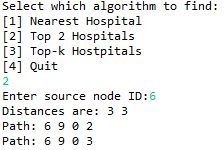 Select which algorithm to find:
[1] Nearest Hospital
[2] Top 2 Hospitals
[3] Top-k Hostpitals
[4] Quit
2
Enter source node ID:6
Distances are: 3 3
Path: 6 9 0 2
Path: 6 9 0 3